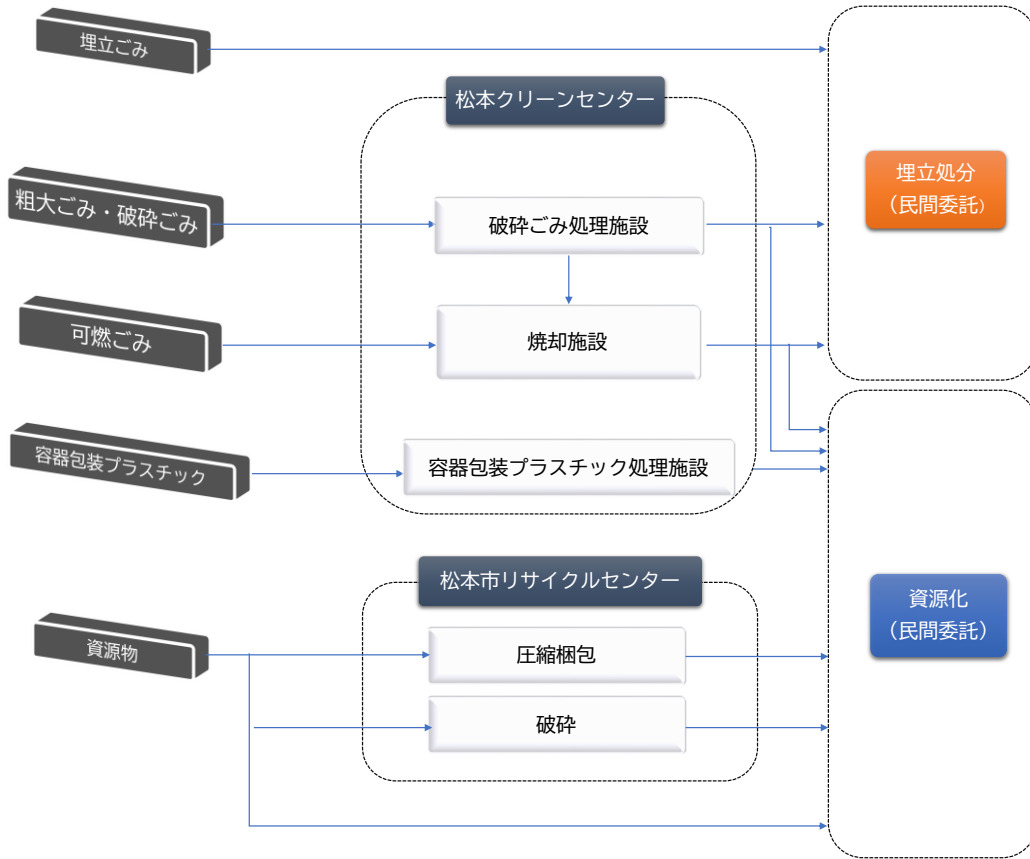 埋立ごみ
松本クリーンセンター
埋立処分
（民間委託）
粗大ごみ・破砕ごみ
破砕ごみ処理施設
可燃ごみ
焼却施設
容器包装プラスチック
容器包装プラスチック処理施設
松本市リサイクルセンター
資源化
（民間委託）
資源物
圧縮梱包
破砕